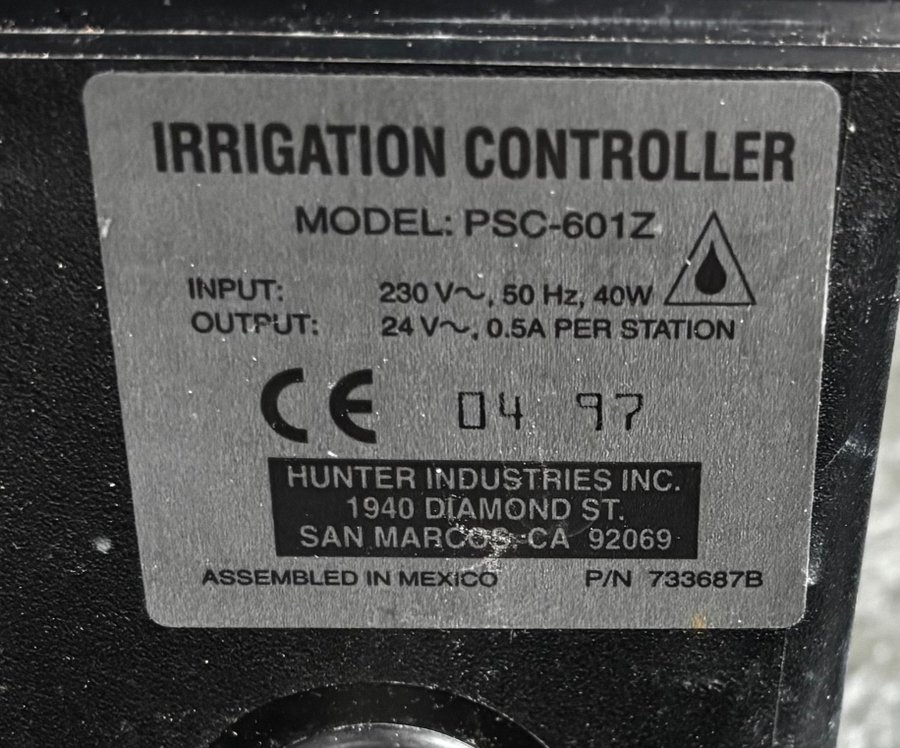 IRRIGATION CONTROLLER
MODEL: PSC-601Z
INPUT: 230 V~, 50 Hz, 40W
OUTPUT: 24 V~, 0.5A PER STATION
CE 04 97
HUNTER INDUSTRIES INC.
1940 DIAMOND ST.
SAN MARCOS, CA 92069
ASSEMBLED IN MEXICO P/N 733687B